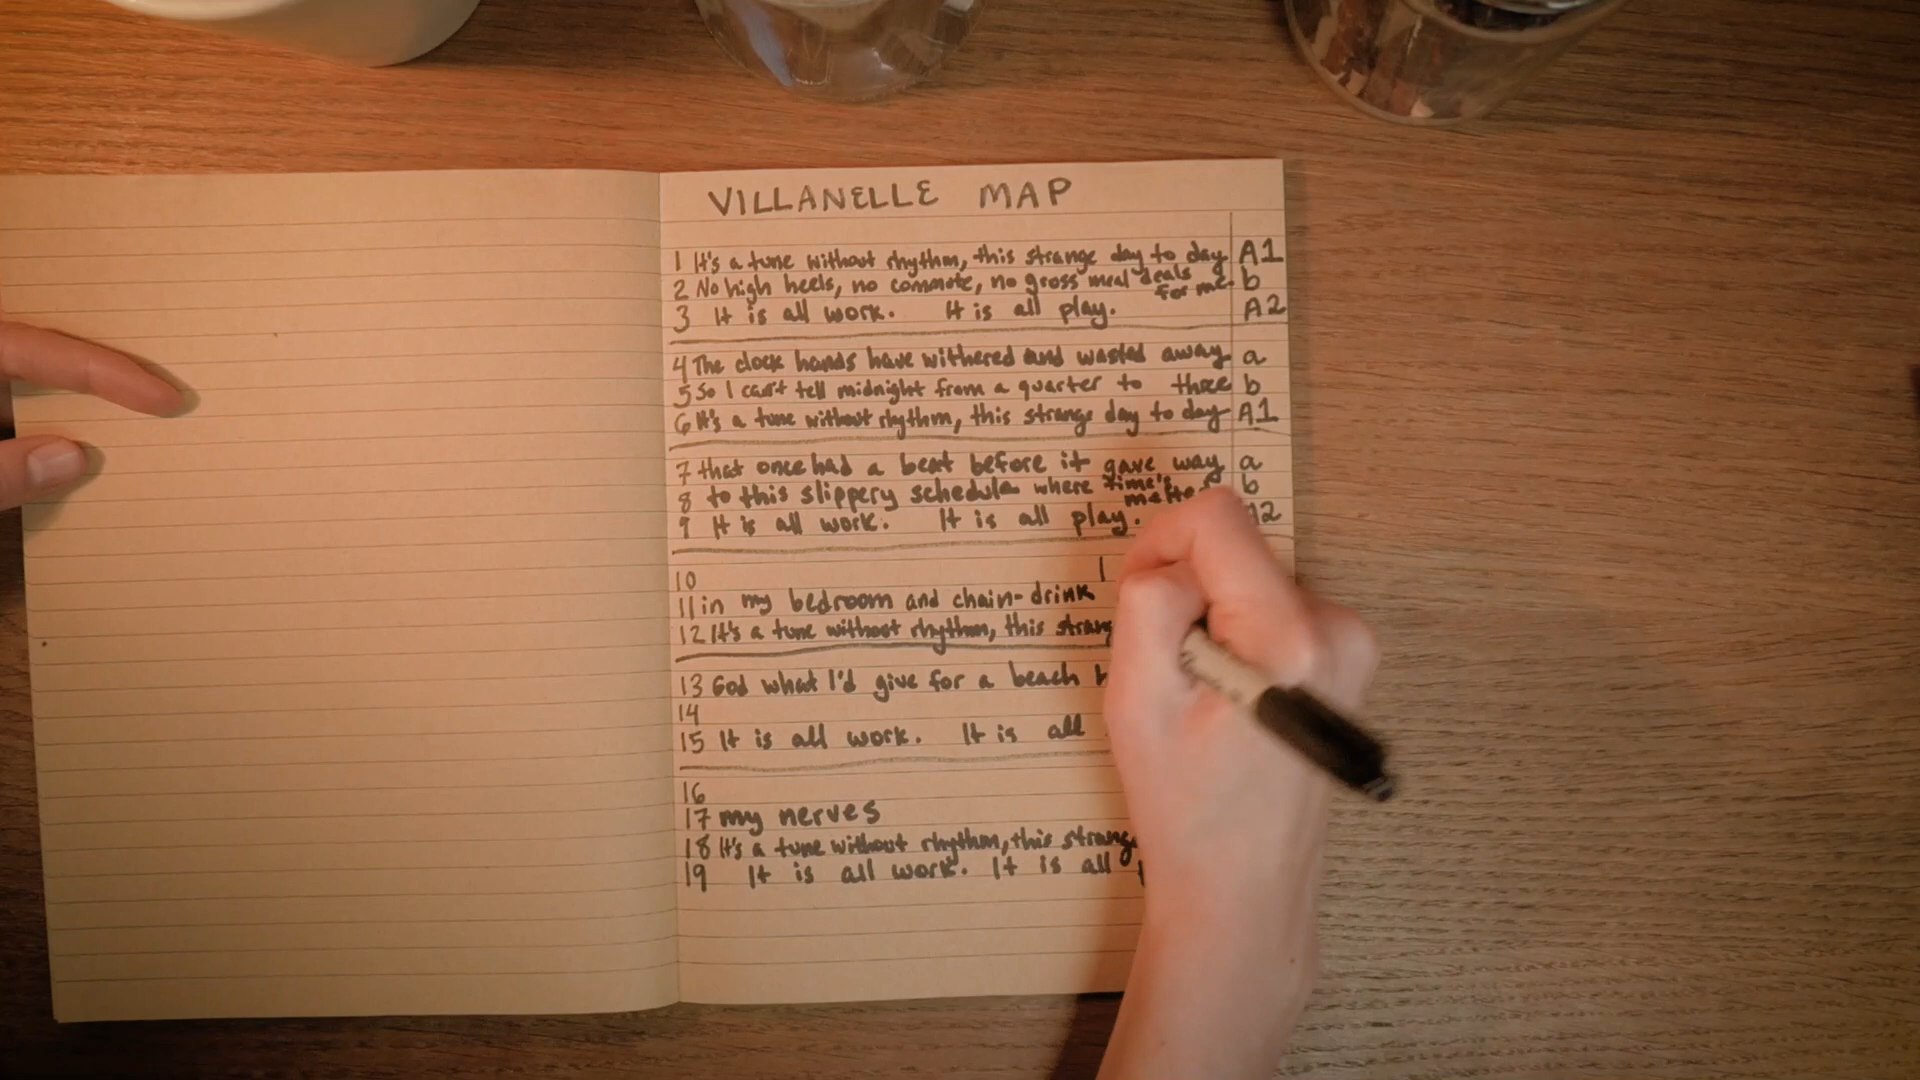 VILLANELLE MAP
1 It's a tune without rhythm, this strange day to day A1
2 No high heels, no commute, no gross meal deals for me. b
3 It is all work. It is all play. A2
4 The clock hands have withered and wasted away a
5 So I can't tell midnight from a quarter to three b
6 It's a tune without rhythm, this strange day to day A1
7 that once had a beat before it gave way a
8 to this slippery schedule where time's b
9 It is all work. It is all play. A2
10 I
11 in my bedroom and chain-drink
12 It's a tune without rhythm, this
13 God what I'd give for a beach
14
15 It is all work. It is all
16
17 my nerves
18 It's a tune without rhythm, this
19 It is all work. It is all